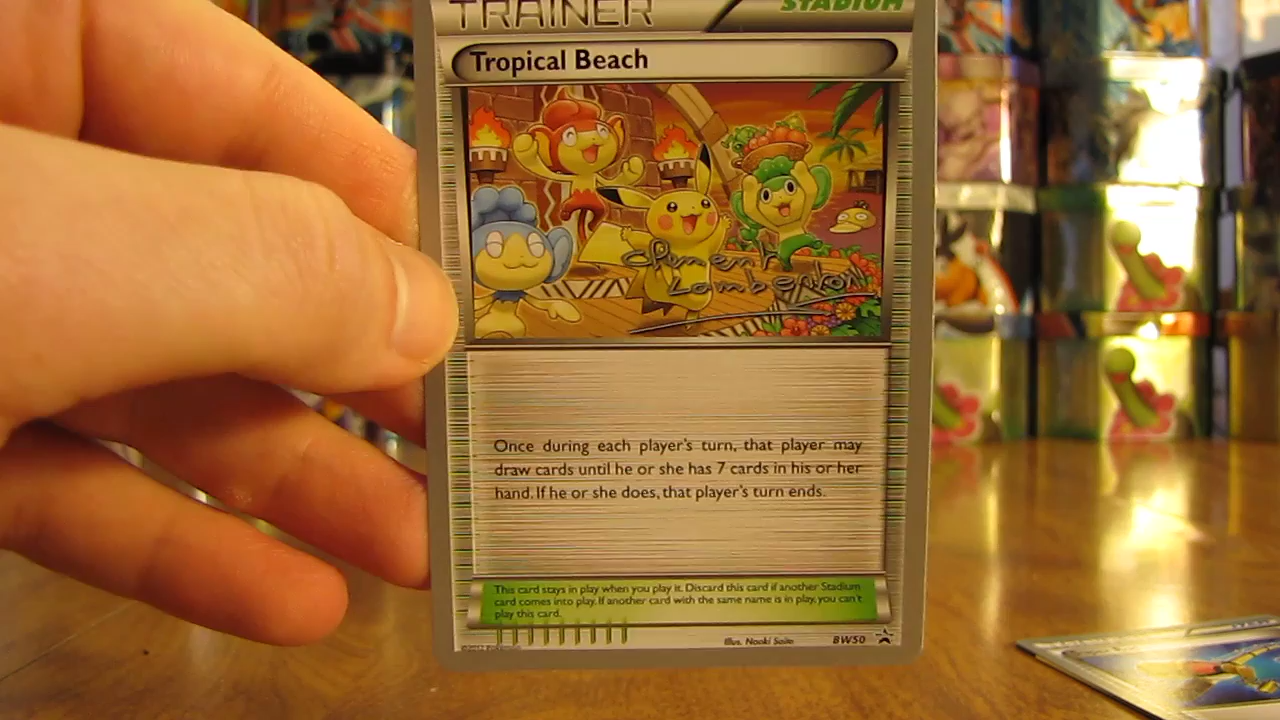 TRAINER STADIUM
Tropical Beach
Clément
Lamberton
Once during each player's turn, that player may
draw cards until he or she has 7 cards in his or her
hand. If he or she does, that player's turn ends.
This card stays in play when you play it. Discard this card if another Stadium
card comes into play. If another card with the same name is in play, you can't
play this card.
Illus. Naoki Saito BW50